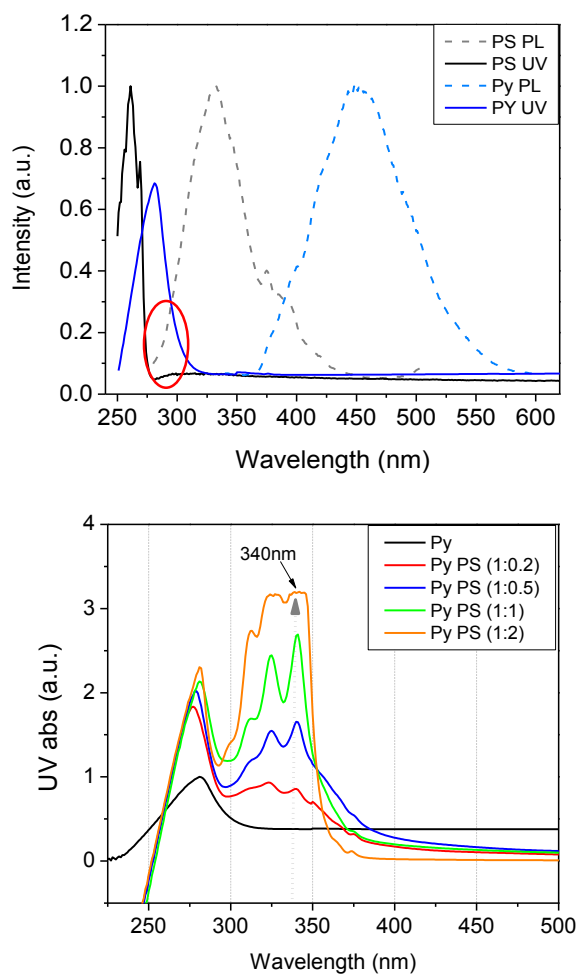 PS PL
PS UV
Py PL
PY UV
1.2
1.0
0.8
0.6
0.4
0.2
0.0
Intensity (a.u.)
250 300 350 400 450 500 550 600
Wavelength (nm)
340nm
Py
Py PS (1:0.2)
Py PS (1:0.5)
Py PS (1:1)
Py PS (1:2)
4
3
2
1
0
UV abs (a.u.)
250 300 350 400 450 500
Wavelength (nm)